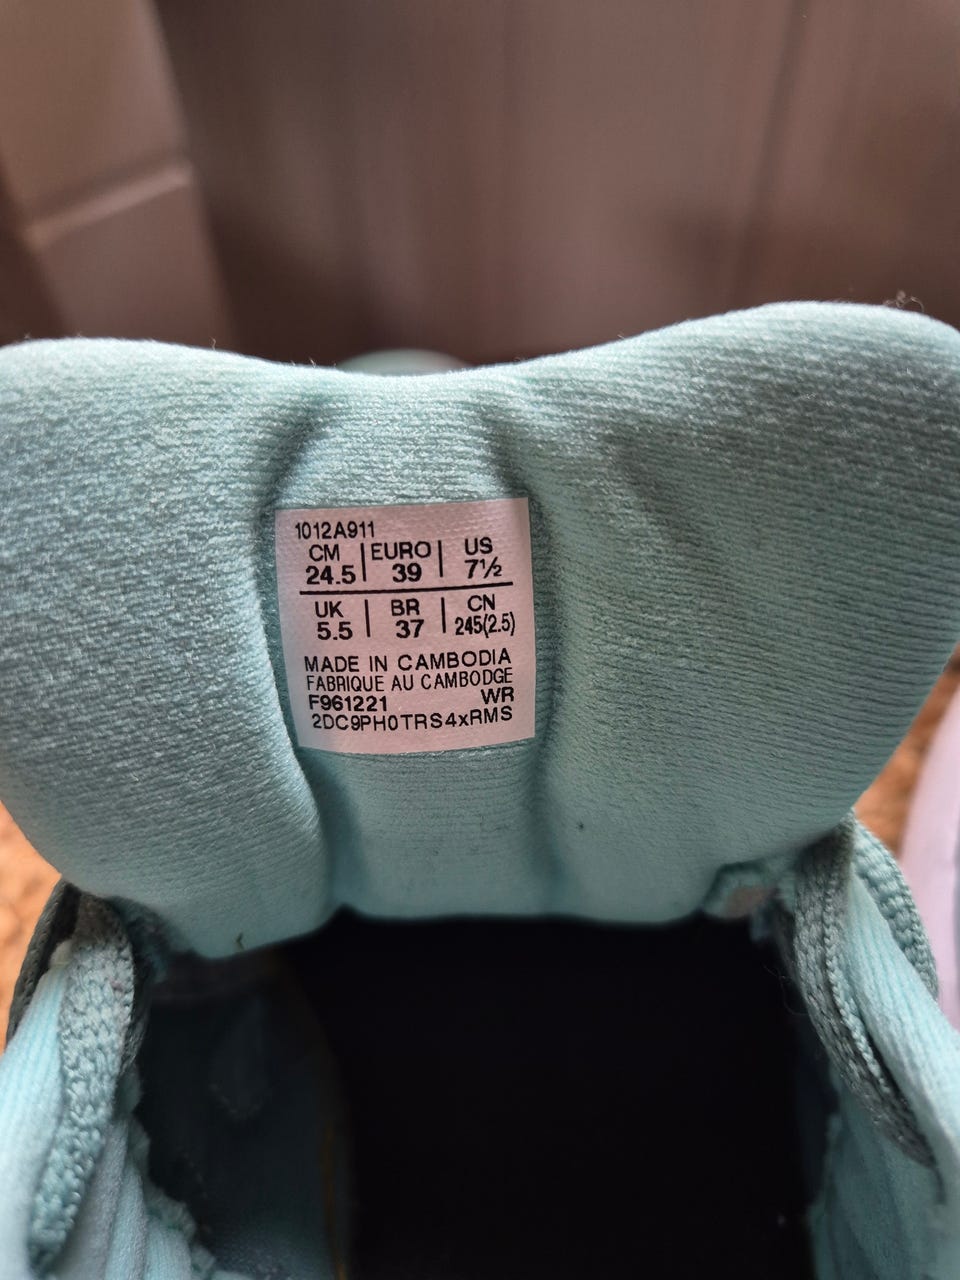 1012A911
CM | EURO | US
24.5 | 39 | 7½
UK | BR | CN
5.5 | 37 | 245(2.5)
MADE IN CAMBODIA
FABRIQUE AU CAMBODGE
F961221 WR
2DC9PH0TRS4xRMS